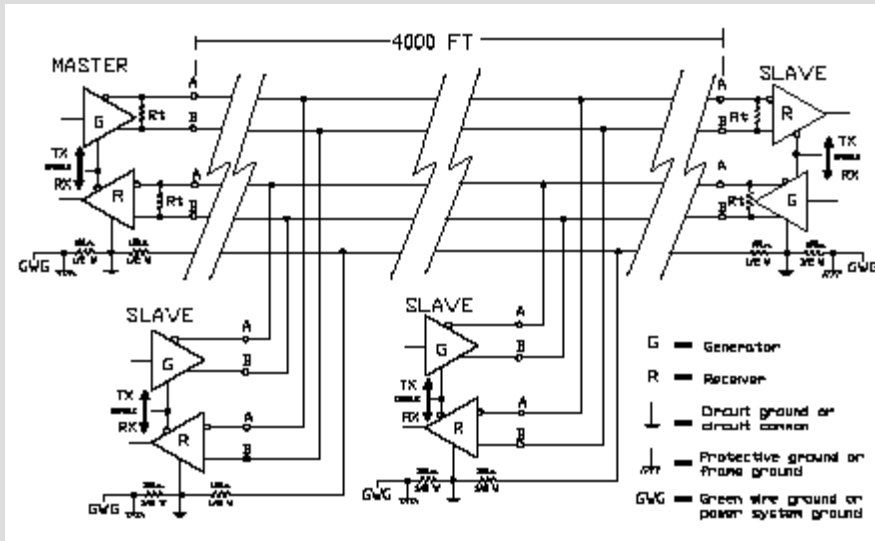 4000 FT
MASTER
SLAVE
A
A
G
Rt
Rt
R
B
B
TX
TX
RX
RX
A
A
R
Rt
Rt
G
B
B
GWG
GWG
SLAVE
SLAVE
A
A
G
B
G
B
TX
TX
RX
RX
A
A
R
B
R
B
GWG
GWG
G Generator
R Receiver
Circuit ground or
circuit common
Protective ground or
frame ground
GWG Green wire ground or
power system ground